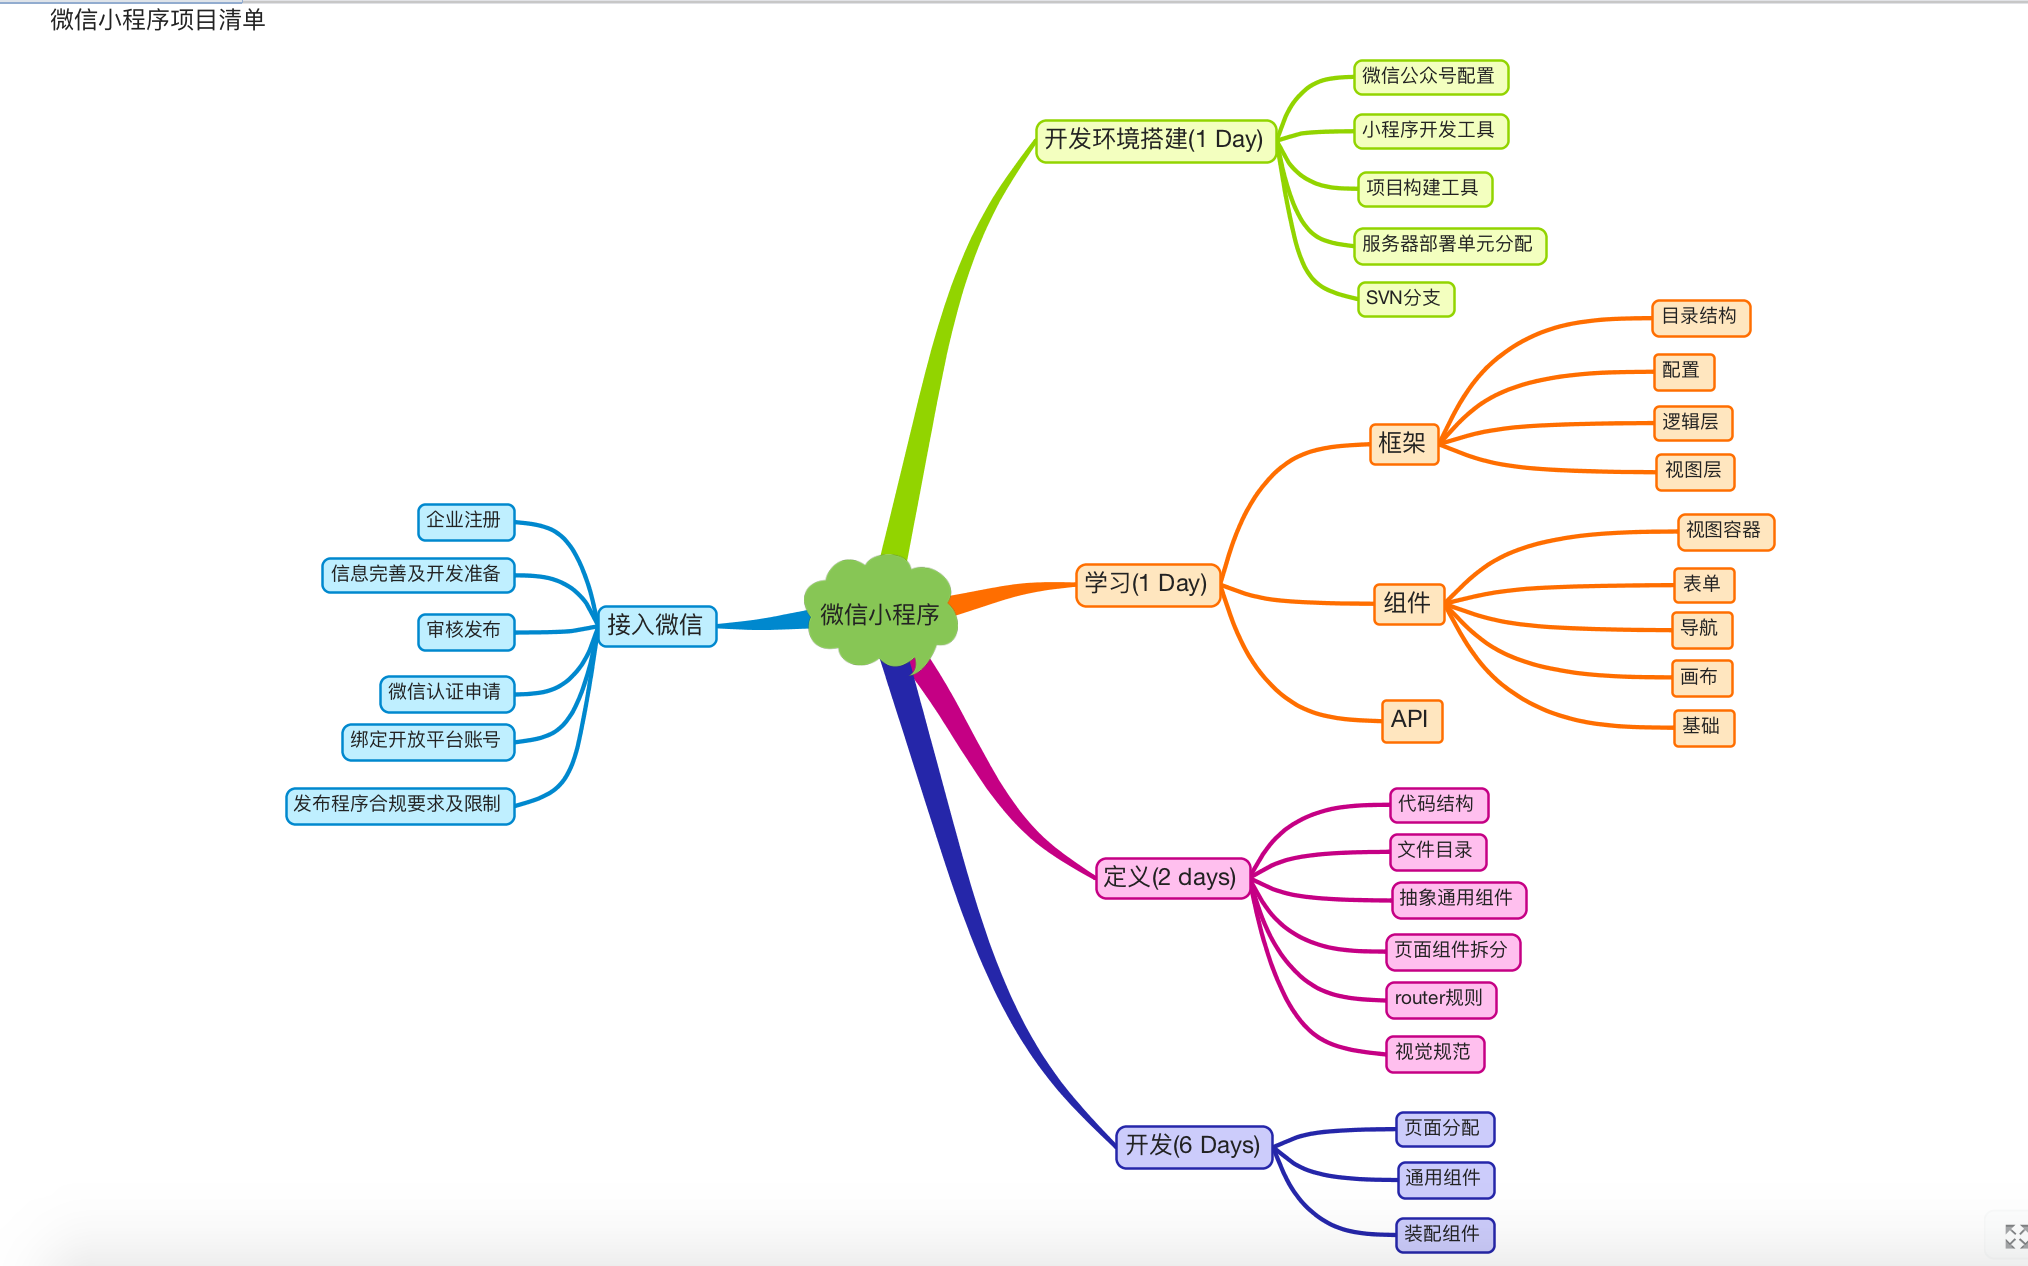 微信小程序项目清单
微信小程序
开发环境搭建(1 Day)
微信公众号配置
小程序开发工具
项目构建工具
服务器部署单元分配
SVN分支
学习(1 Day)
框架
目录结构
配置
逻辑层
视图层
组件
视图容器
表单
导航
画布
基础
API
定义(2 days)
代码结构
文件目录
抽象通用组件
页面组件拆分
router规则
视觉规范
开发(6 Days)
页面分配
通用组件
装配组件
接入微信
企业注册
信息完善及开发准备
审核发布
微信认证申请
绑定开放平台账号
发布程序合规要求及限制